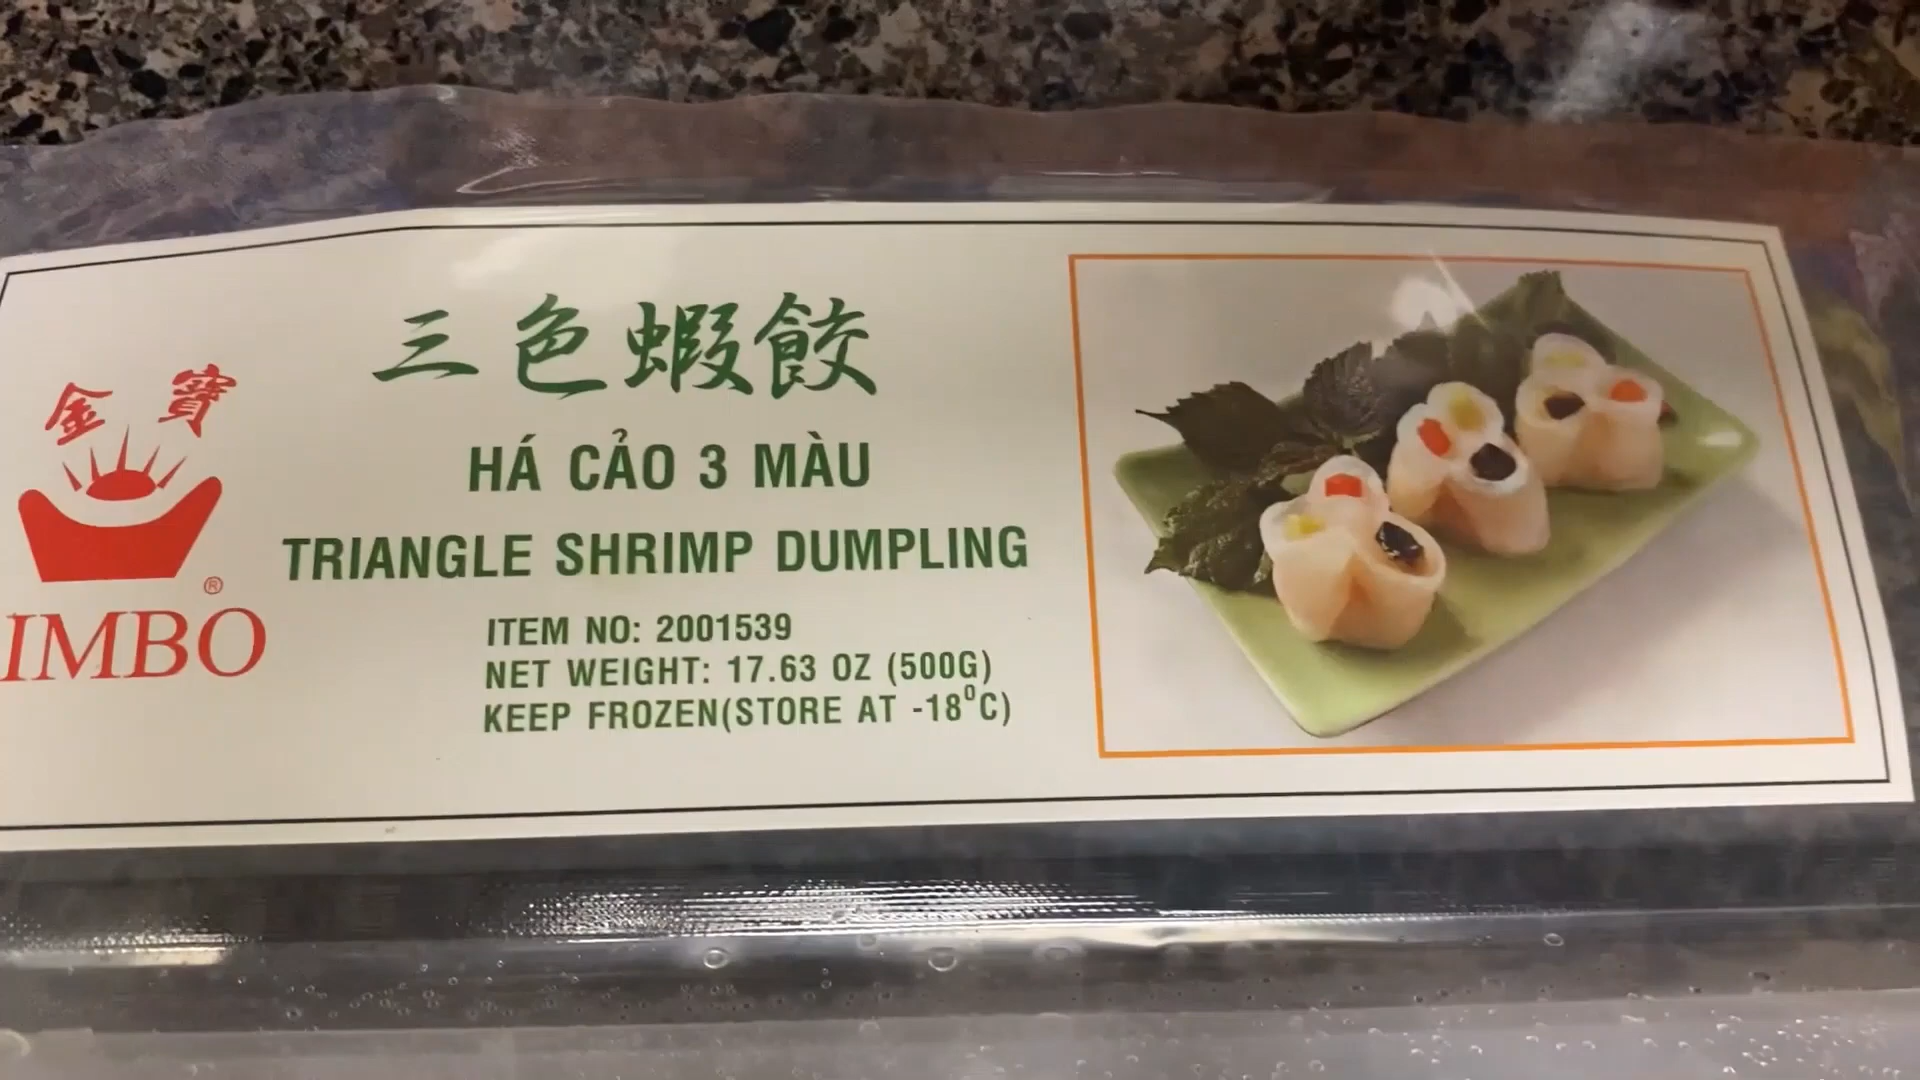 金寶
®
IMBO
三色蝦餃
HÁ CẢO 3 MÀU
TRIANGLE SHRIMP DUMPLING
ITEM NO: 2001539
NET WEIGHT: 17.63 OZ (500G)
KEEP FROZEN(STORE AT -18⁰C)